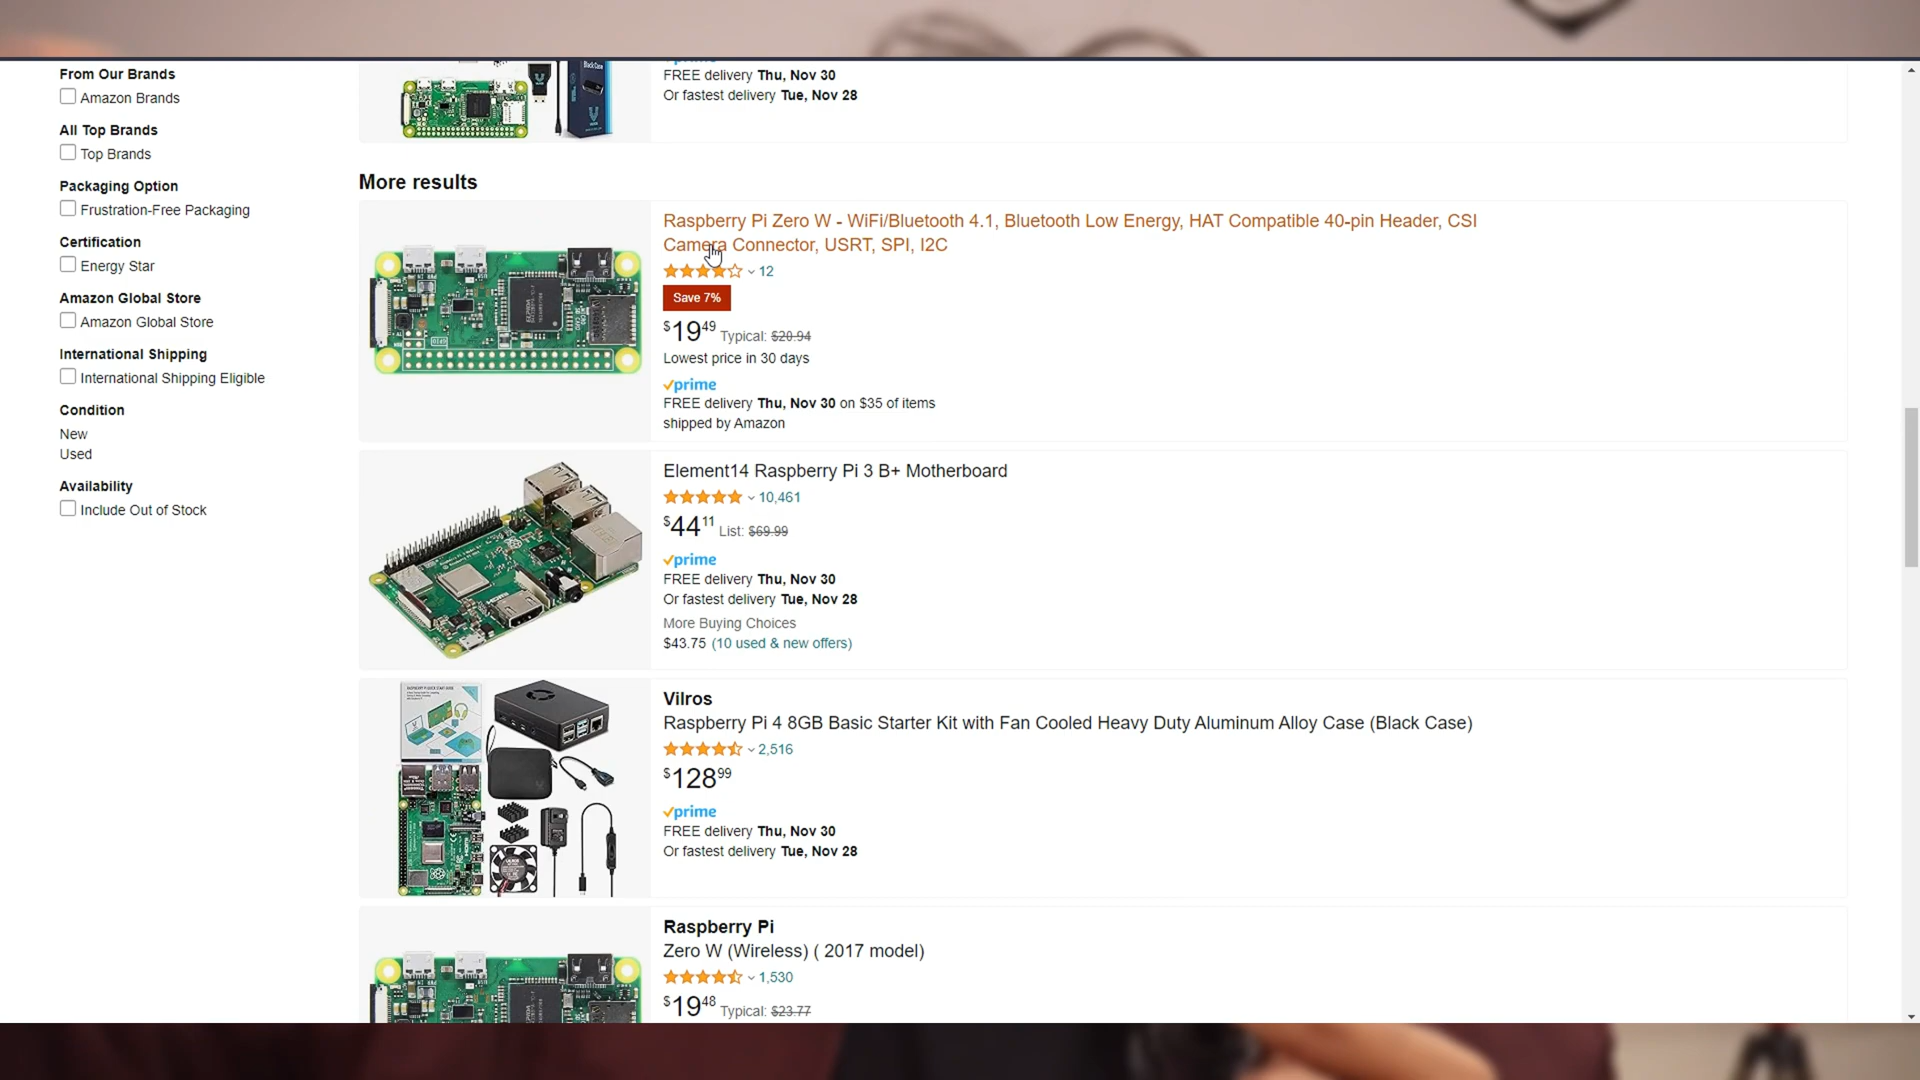 From Our Brands
Amazon Brands
All Top Brands
Top Brands
Packaging Option
Frustration-Free Packaging
Certification
Energy Star
Amazon Global Store
Amazon Global Store
International Shipping
International Shipping Eligible
Condition
New
Used
Availability
Include Out of Stock
FREE delivery Thu, Nov 30
Or fastest delivery Tue, Nov 28
More results
Raspberry Pi Zero W - WiFi/Bluetooth 4.1, Bluetooth Low Energy, HAT Compatible 40-pin Header, CSI
Camera Connector, USRT, SPI, I2C
12
Save 7%
$19.49 Typical: $20.94
Lowest price in 30 days
prime
FREE delivery Thu, Nov 30 on $35 of items
shipped by Amazon
Element14 Raspberry Pi 3 B+ Motherboard
10,461
$44.11 List: $69.99
prime
FREE delivery Thu, Nov 30
Or fastest delivery Tue, Nov 28
More Buying Choices
$43.75 (10 used & new offers)
Vilros
Raspberry Pi 4 8GB Basic Starter Kit with Fan Cooled Heavy Duty Aluminum Alloy Case (Black Case)
2,516
$128.99
prime
FREE delivery Thu, Nov 30
Or fastest delivery Tue, Nov 28
Raspberry Pi
Zero W (Wireless) ( 2017 model)
1,530
$19.48 Typical: $23.77